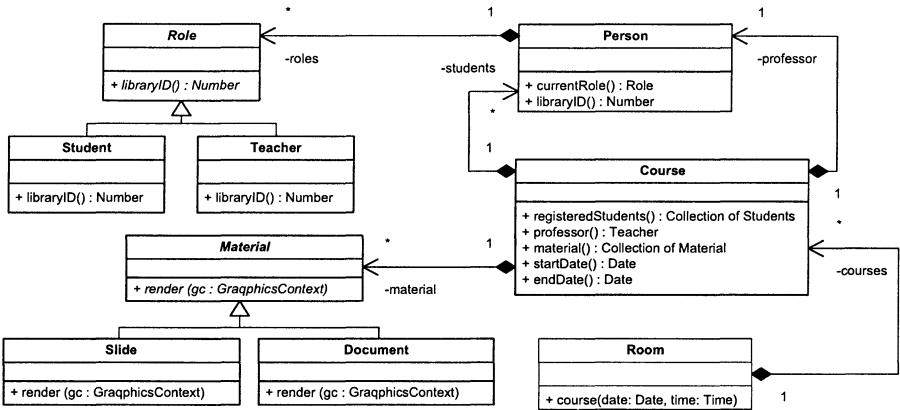 * 1 1
Role Person
-roles -professor
-students
+ libraryID() : Number
+ currentRole() : Role
+ libraryID() : Number
*
Student Teacher
1
Course
+ libraryID() : Number + libraryID() : Number
1
+ registeredStudents() : Collection of Students
+ professor() : Teacher
+ material() : Collection of Material
+ startDate() : Date
+ endDate() : Date
*
Material
* 1
-courses
+ render (gc : GraqphicsContext)
-material
Slide Document Room
+ render (gc : GraqphicsContext) + render (gc : GraqphicsContext)
+ course(date: Date, time: Time)
1